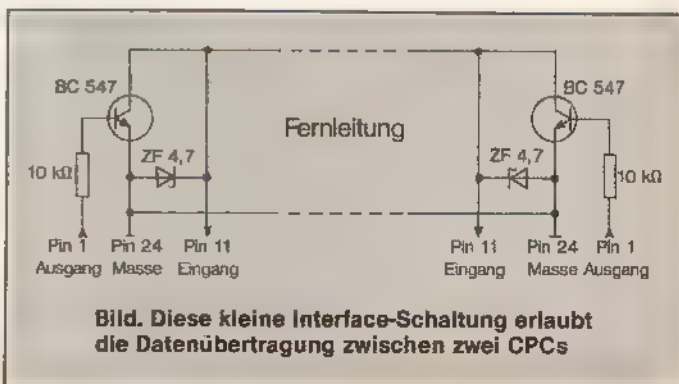 BC 547
BC 547
Fernleitung
ZF 4,7
ZF 4,7
10 kΩ
10 kΩ
Pin 1 Pin 24 Pin 11
Ausgang Masse Eingang
Pin 11 Pin 24 Pin 1
Eingang Masse Ausgang
Bild. Diese kleine Interface-Schaltung erlaubt
die Datenübertragung zwischen zwei CPCs